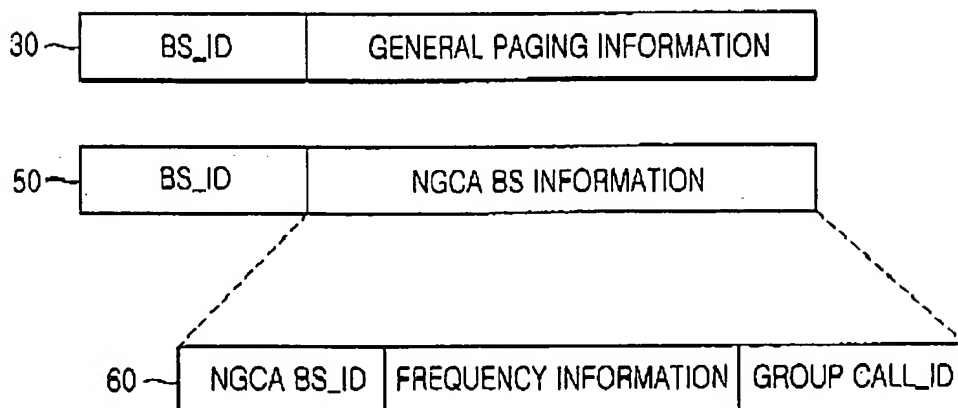 30 BS_ID GENERAL PAGING INFORMATION
50 BS_ID NGCA BS INFORMATION
60 NGCA BS_ID FREQUENCY INFORMATION GROUP CALL_ID